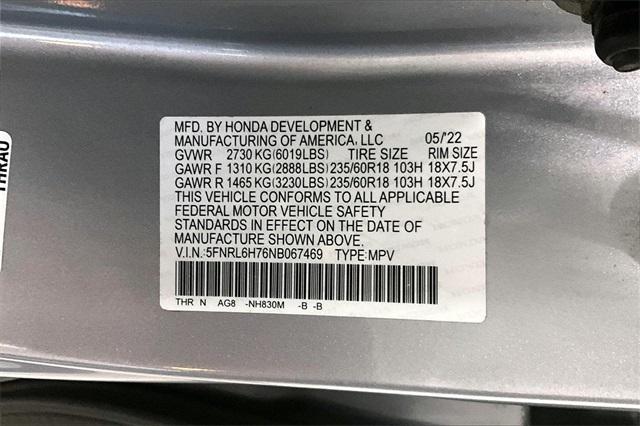 MFD. BY HONDA DEVELOPMENT &
MANUFACTURING OF AMERICA, LLC 05/'22
GVWR 2730 KG(6019LBS) TIRE SIZE RIM SIZE
GAWR F 1310 KG(2888LBS) 235/60R18 103H 18X7.5J
GAWR R 1465 KG(3230LBS) 235/60R18 103H 18X7.5J
THIS VEHICLE CONFORMS TO ALL APPLICABLE
FEDERAL MOTOR VEHICLE SAFETY
STANDARDS IN EFFECT ON THE DATE OF
MANUFACTURE SHOWN ABOVE.
V.I.N.:5FNRL6H76NB067469 TYPE:MPV
THR N AG8 -NH830M -B -B